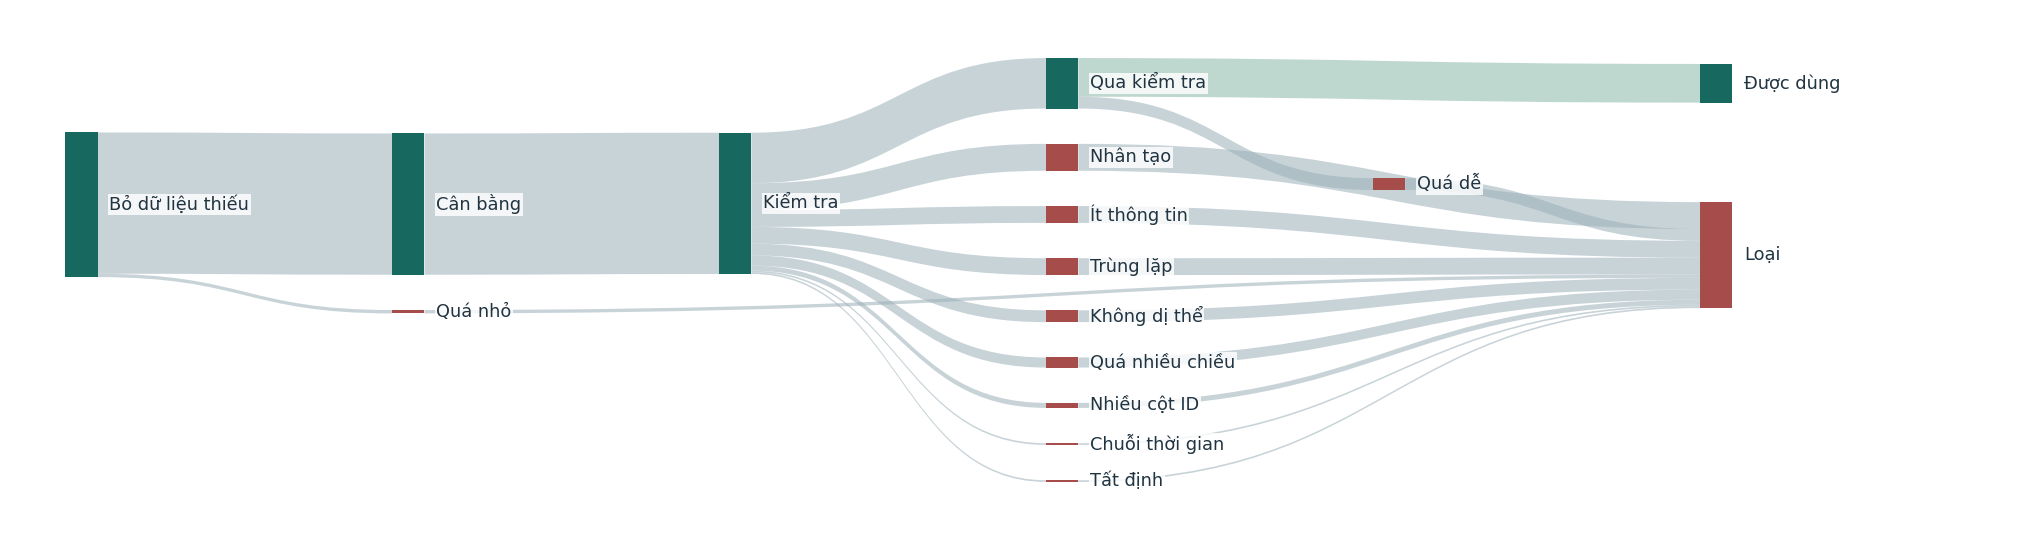 Bỏ dữ liệu thiếu
Cân bằng
Quá nhỏ
Kiểm tra
Qua kiểm tra
Nhân tạo
Ít thông tin
Trùng lặp
Không dị thể
Quá nhiều chiều
Nhiều cột ID
Chuỗi thời gian
Tất định
Quá dễ
Được dùng
Loại